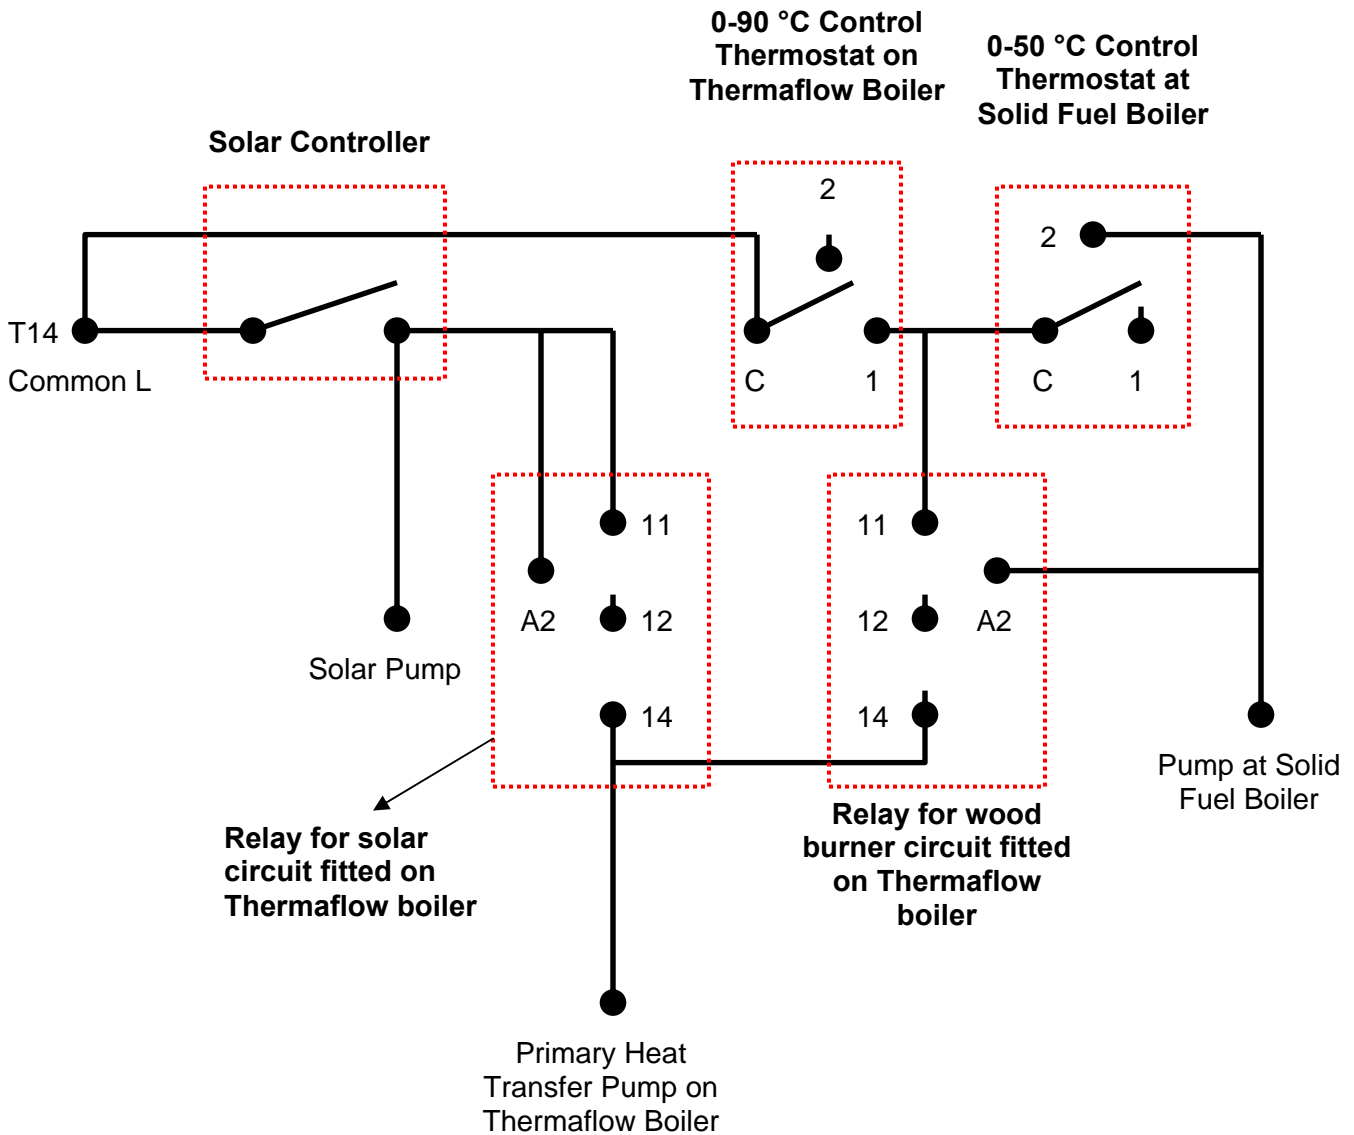 0-90 °C Control
Thermostat on
Thermaflow Boiler
0-50 °C Control
Thermostat at
Solid Fuel Boiler
Solar Controller
2
2
T14
Common L
C
1
C
1
11
11
A2
12
12
A2
Solar Pump
14
14
Pump at Solid
Fuel Boiler
Relay for solar
circuit fitted on
Thermaflow boiler
Relay for wood
burner circuit fitted
on Thermaflow
boiler
Primary Heat
Transfer Pump on
Thermaflow Boiler